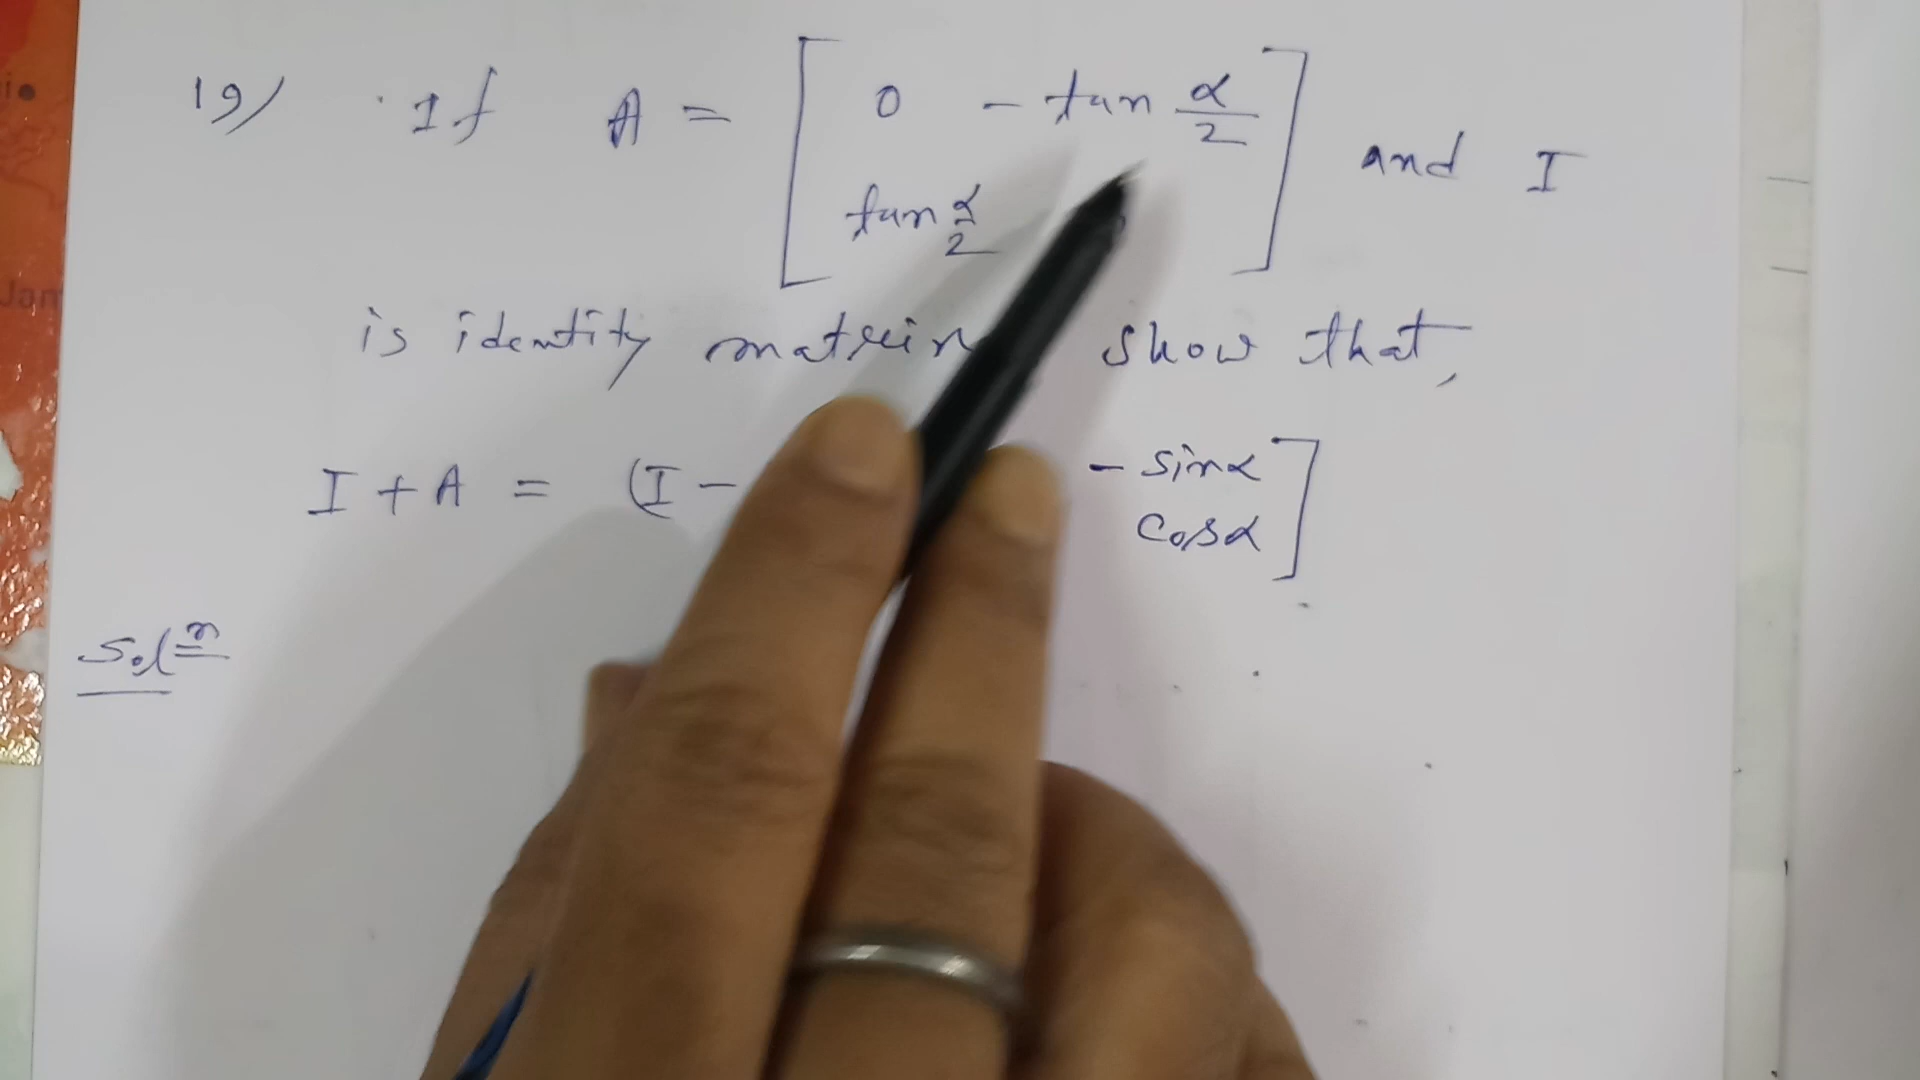 19) If A = [ 0 - tan α/2 ] and I
tan α/2
is identity matrix show that,
I + A = (I - - sinα ]
cosα
Solⁿ